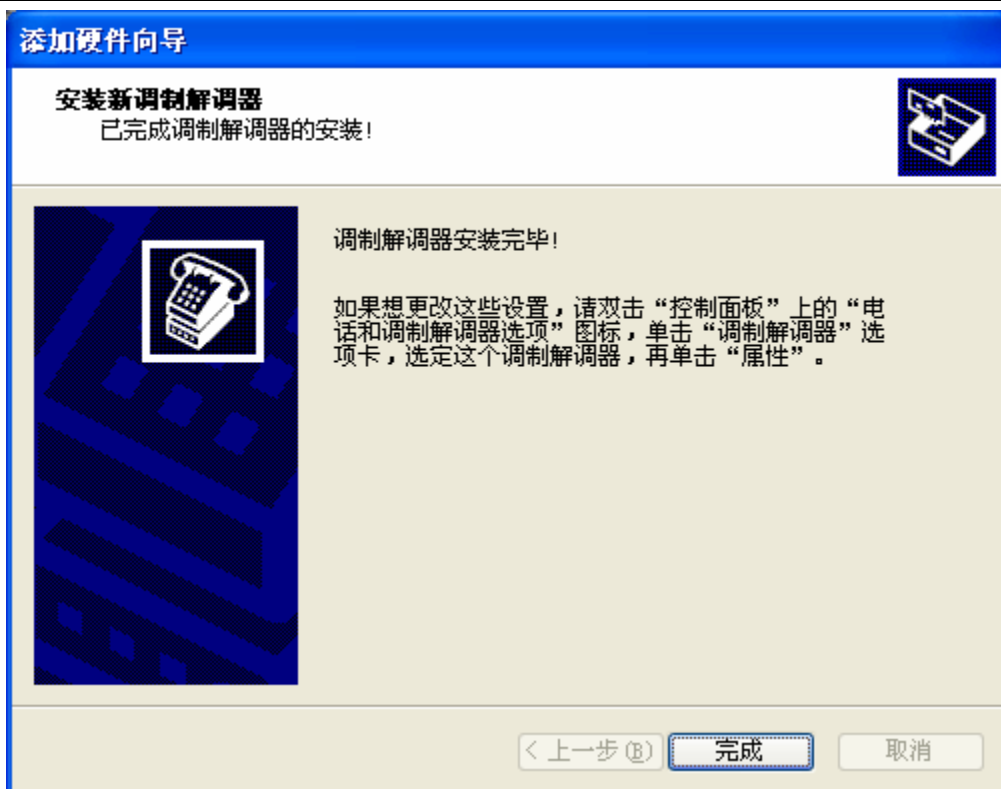 添加硬件向导
安装新调制解调器
已完成调制解调器的安装!
调制解调器安装完毕!
如果想更改这些设置，请双击“控制面板”上的“电
话和调制解调器选项”图标，单击“调制解调器”选
项卡，选定这个调制解调器，再单击“属性”。
< 上一步(B)
完成
取消